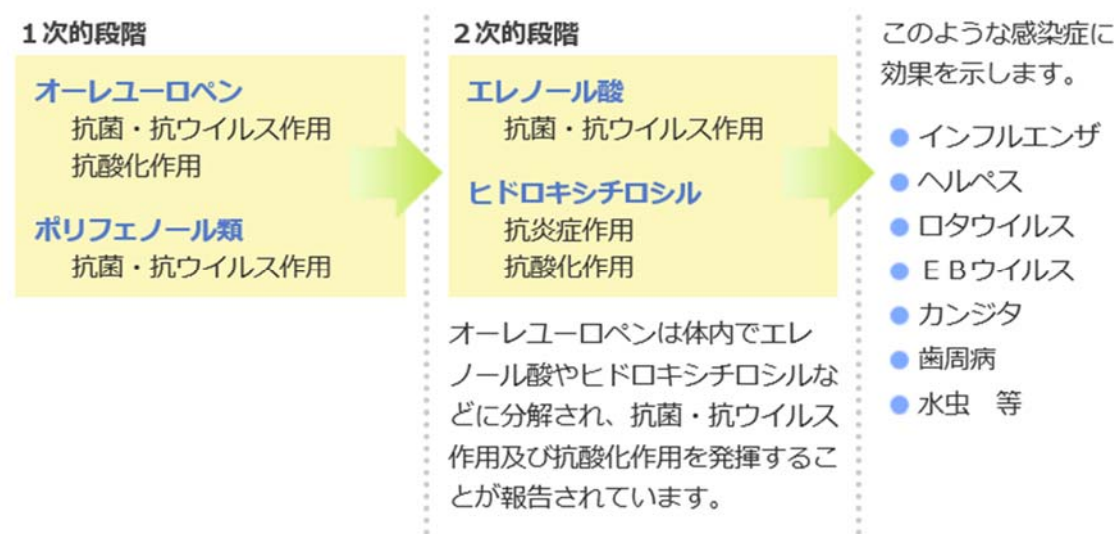 1次的段階
オーレユーロペン
抗菌・抗ウイルス作用
抗酸化作用
ポリフェノール類
抗菌・抗ウイルス作用
2次的段階
エレノール酸
抗菌・抗ウイルス作用
ヒドロキシチロシル
抗炎症作用
抗酸化作用
オーレユーロペンは体内でエレ
ノール酸やヒドロキシチロシルな
どに分解され、抗菌・抗ウイルス
作用及び抗酸化作用を発揮するこ
とが報告されています。
このような感染症に
効果を示します。
インフルエンザ
ヘルペス
ロタウイルス
EBウイルス
カンジタ
歯周病
水虫　等